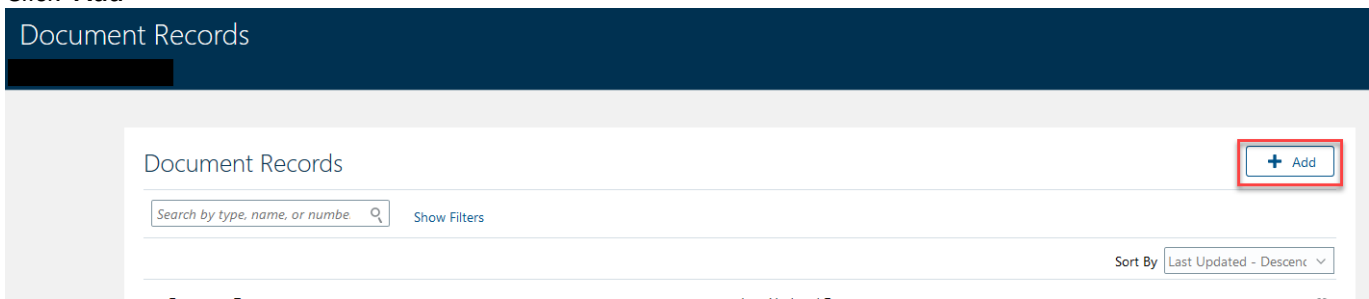 Document Records
Document Records
+ Add
Search by type, name, or numbe
Show Filters
Sort By Last Updated - Descenc